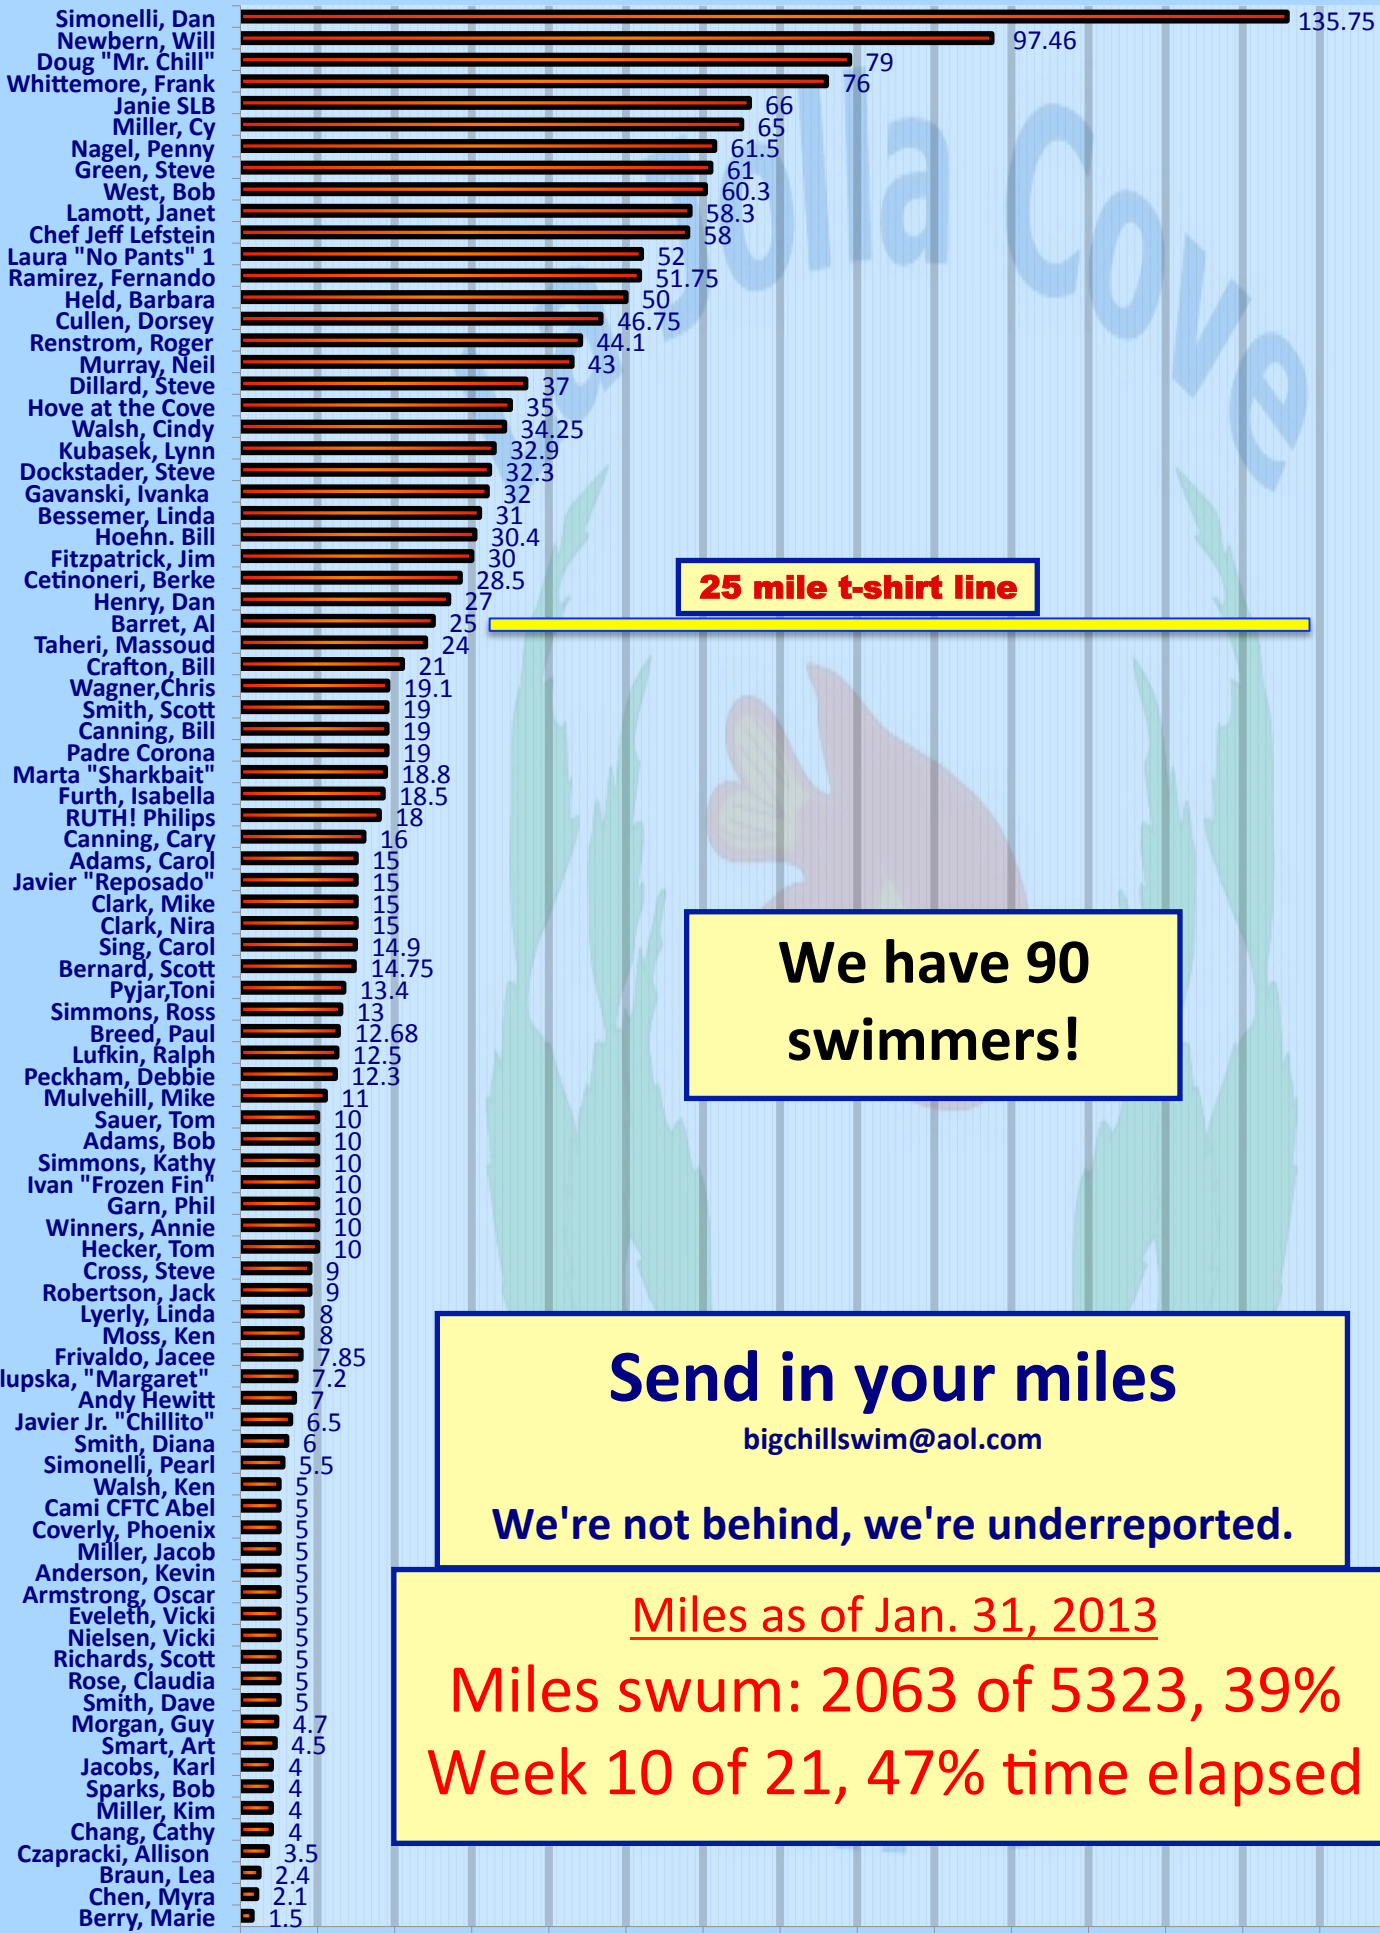 Simonelli, Dan 135.75
Newbern, Will 97.46
Doug "Mr. Chill" 79
Whittemore, Frank 76
Janie SLB 66
Miller, Cy 65
Nagel, Penny 61.5
Green, Steve 61
West, Bob 60.3
Lamott, Janet 58.3
Chef Jeff Lefstein 58
Laura "No Pants" 1 52
Ramirez, Fernando 51.75
Held, Barbara 50
Cullen, Dorsey 46.75
Renstrom, Roger 44.1
Murray, Neil 43
Dillard, Steve 37
Hove at the Cove 35
Walsh, Cindy 34.25
Kubasek, Lynn 32.9
Dockstader, Steve 32.3
Gavanski, Ivanka 32
Bessemer, Linda 31
Hoehn. Bill 30.4
Fitzpatrick, Jim 30
Cetinoneri, Berke 28.5
Henry, Dan 27
Barret, Al 25
Taheri, Massoud 24
Crafton, Bill 21
Wagner,Chris 19.1
Smith, Scott 19
Canning, Bill 19
Padre Corona 19
Marta "Sharkbait" 18.8
Furth, Isabella 18.5
RUTH! Philips 18
Canning, Cary 16
Adams, Carol 15
Javier "Reposado" 15
Clark, Mike 15
Clark, Nira 15
Sing, Carol 14.9
Bernard, Scott 14.75
Pyjar,Toni 13.4
Simmons, Ross 13
Breed, Paul 12.68
Lufkin, Ralph 12.5
Peckham, Debbie 12.3
Mulvehill, Mike 11
Sauer, Tom 10
Adams, Bob 10
Simmons, Kathy 10
Ivan "Frozen Fin" 10
Garn, Phil 10
Winners, Annie 10
Hecker, Tom 10
Cross, Steve 9
Robertson, Jack 9
Lyerly, Linda 8
Moss, Ken 8
Frivaldo, Jacee 7.85
lupska, "Margaret" 7.2
Andy Hewitt 7
Javier Jr. "Chillito" 6.5
Smith, Diana 6
Simonelli, Pearl 5.5
Walsh, Ken 5
Cami CFTC Abel 5
Coverly, Phoenix 5
Miller, Jacob 5
Anderson, Kevin 5
Armstrong, Oscar 5
Eveleth, Vicki 5
Nielsen, Vicki 5
Richards, Scott 5
Rose, Claudia 5
Smith, Dave 5
Morgan, Guy 4.7
Smart, Art 4.5
Jacobs, Karl 4
Sparks, Bob 4
Miller, Kim 4
Chang, Cathy 4
Czapracki, Allison 3.5
Braun, Lea 2.4
Chen, Myra 2.1
Berry, Marie 1.5
La Jolla Cove
25 mile t-shirt line
We have 90
swimmers!
Send in your miles
bigchillswim@aol.com
We're not behind, we're underreported.
Miles as of Jan. 31, 2013
Miles swum: 2063 of 5323, 39%
Week 10 of 21, 47% time elapsed